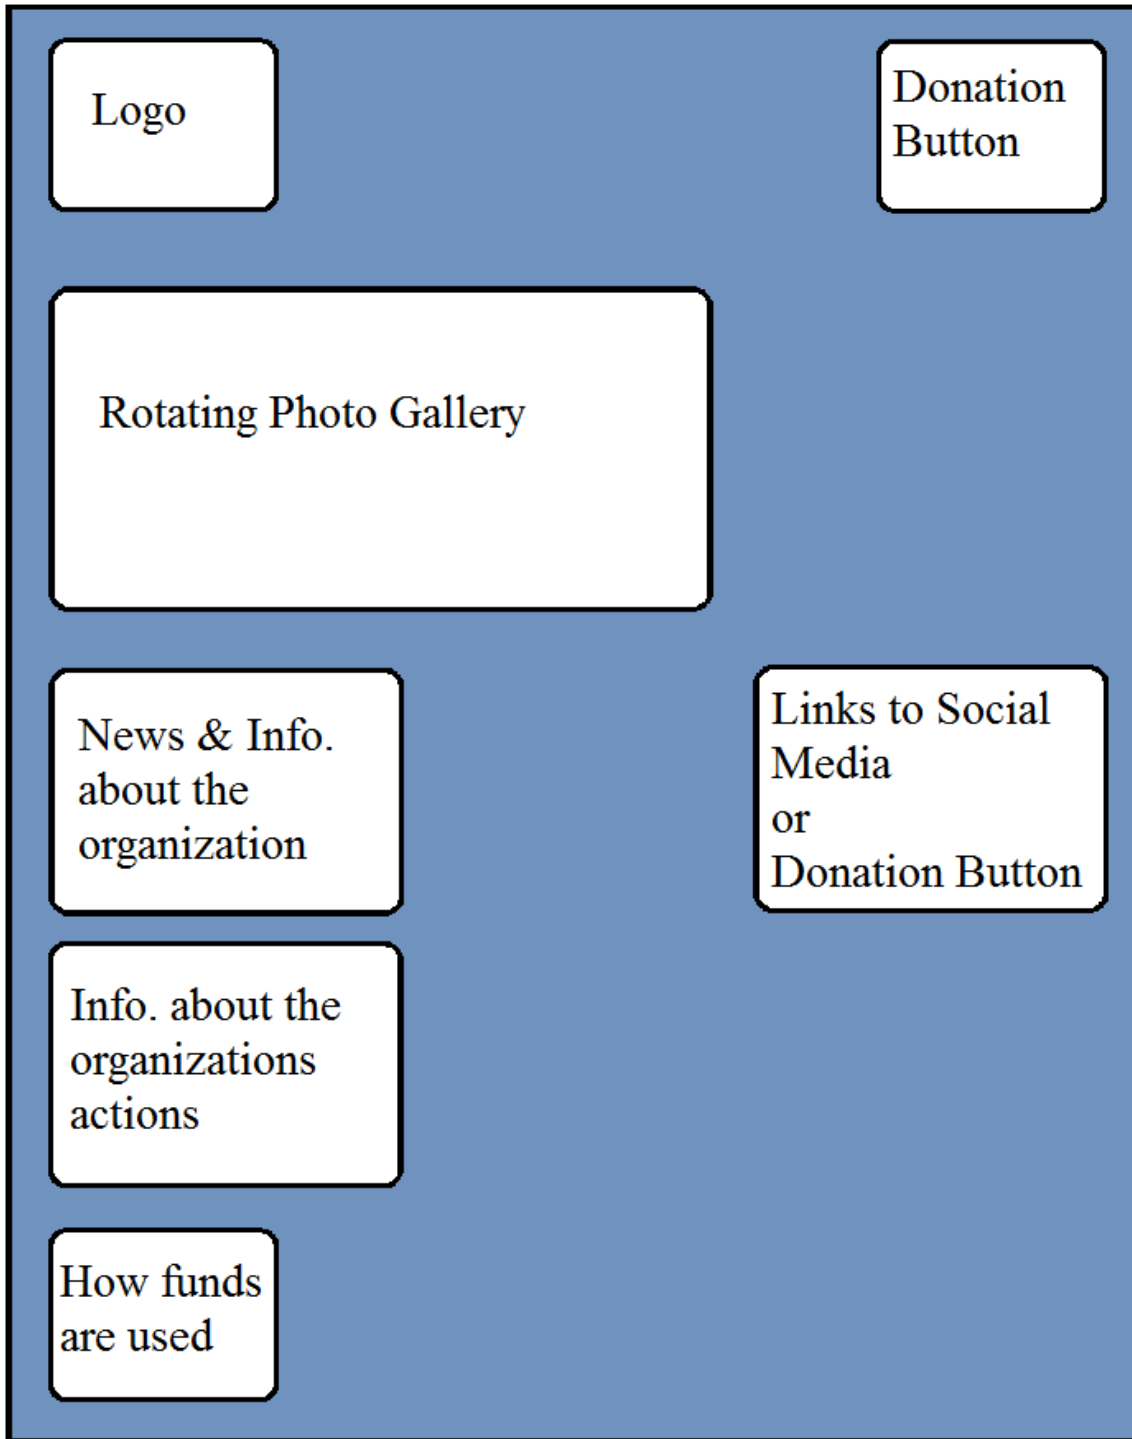 Logo
Donation
Button
Rotating Photo Gallery
News & Info.
about the
organization
Links to Social
Media
or
Donation Button
Info. about the
organizations
actions
How funds
are used